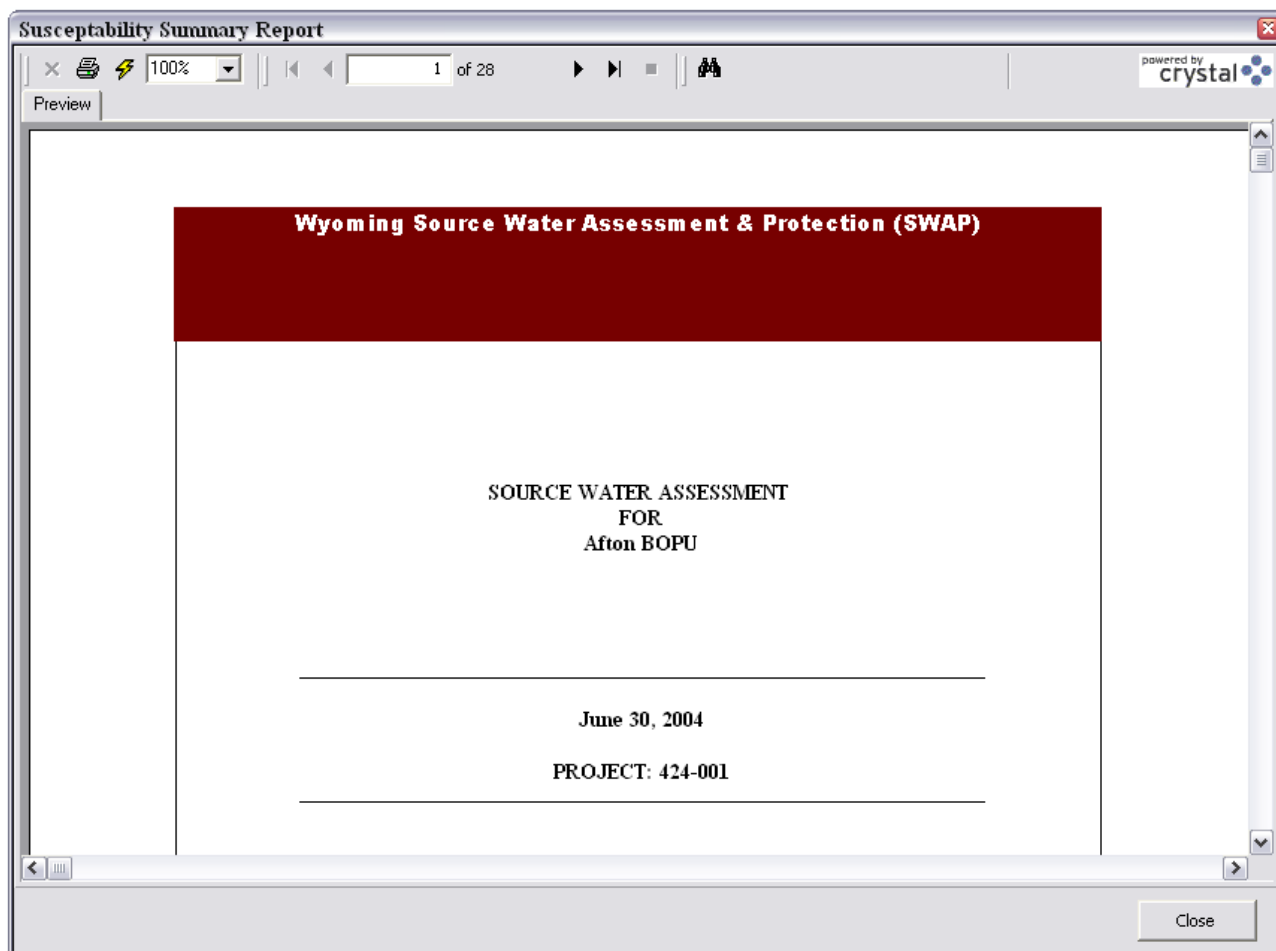 Susceptability Summary Report
100% 1 of 28 powered by crystal
Preview
Wyoming Source Water Assessment & Protection (SWAP)
SOURCE WATER ASSESSMENT
FOR
Afton BOPU
June 30, 2004
PROJECT: 424-001
Close